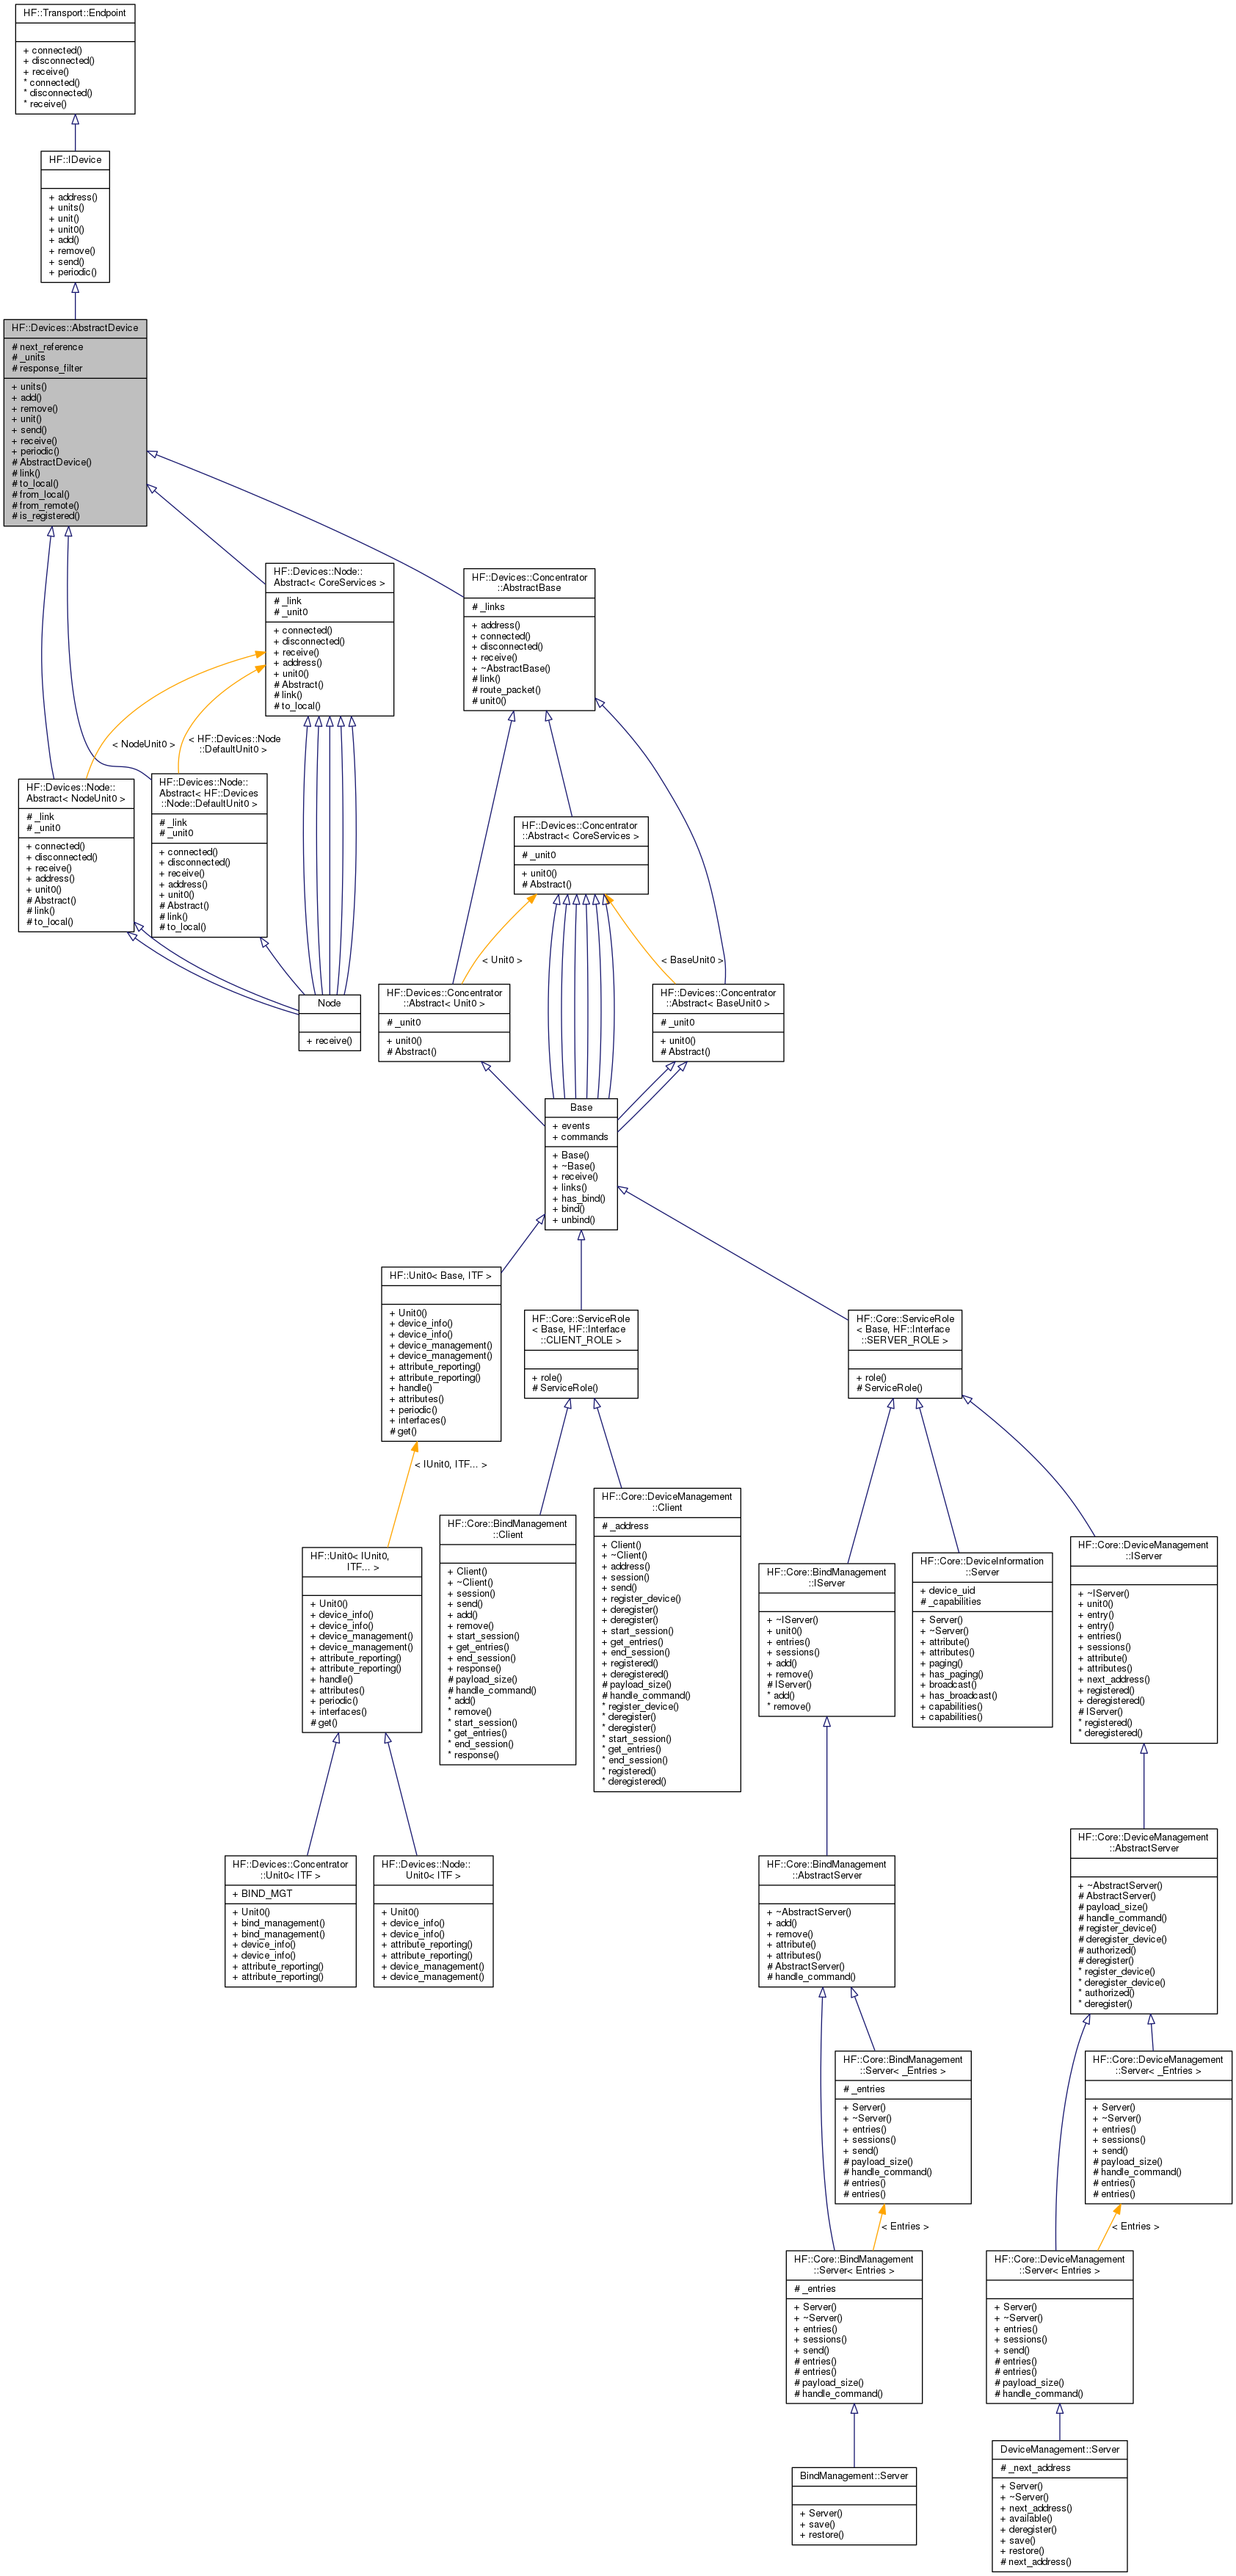 HF::Transport::Endpoint
+ connected()
+ disconnected()
+ receive()
* connected()
* disconnected()
* receive()
HF::IDevice
+ address()
+ units()
+ unit()
+ unit0()
+ add()
+ remove()
+ send()
+ periodic()
HF::Devices::AbstractDevice
# next_reference
# _units
# response_filter
+ units()
+ add()
+ remove()
+ unit()
+ send()
+ receive()
+ periodic()
# AbstractDevice()
# link()
# to_local()
# from_local()
# from_remote()
# is_registered()
HF::Devices::Node::
Abstract< CoreServices >
# _link
# _unit0
+ connected()
+ disconnected()
+ receive()
+ address()
+ unit0()
# Abstract()
# link()
# to_local()
HF::Devices::Concentrator
::AbstractBase
# _links
+ address()
+ connected()
+ disconnected()
+ receive()
+ ~AbstractBase()
# link()
# route_packet()
# unit0()
< NodeUnit0 >
< HF::Devices::Node
::DefaultUnit0 >
HF::Devices::Node::
Abstract< NodeUnit0 >
# _link
# _unit0
+ connected()
+ disconnected()
+ receive()
+ address()
+ unit0()
# Abstract()
# link()
# to_local()
HF::Devices::Node::
Abstract< HF::Devices
::Node::DefaultUnit0 >
# _link
# _unit0
+ connected()
+ disconnected()
+ receive()
+ address()
+ unit0()
# Abstract()
# link()
# to_local()
HF::Devices::Concentrator
::Abstract< CoreServices >
# _unit0
+ unit0()
# Abstract()
< Unit0 >
< BaseUnit0 >
Node
+ receive()
HF::Devices::Concentrator
::Abstract< Unit0 >
# _unit0
+ unit0()
# Abstract()
HF::Devices::Concentrator
::Abstract< BaseUnit0 >
# _unit0
+ unit0()
# Abstract()
Base
+ events
+ commands
+ Base()
+ ~Base()
+ receive()
+ links()
+ has_bind()
+ bind()
+ unbind()
HF::Unit0< Base, ITF >
+ Unit0()
+ device_info()
+ device_info()
+ device_management()
+ device_management()
+ attribute_reporting()
+ attribute_reporting()
+ handle()
+ attributes()
+ periodic()
+ interfaces()
# get()
HF::Core::ServiceRole
< Base, HF::Interface
::CLIENT_ROLE >
+ role()
# ServiceRole()
HF::Core::ServiceRole
< Base, HF::Interface
::SERVER_ROLE >
+ role()
# ServiceRole()
< IUnit0, ITF... >
HF::Unit0< IUnit0,
ITF... >
+ Unit0()
+ device_info()
+ device_info()
+ device_management()
+ device_management()
+ attribute_reporting()
+ attribute_reporting()
+ handle()
+ attributes()
+ periodic()
+ interfaces()
# get()
HF::Core::BindManagement
::Client
+ Client()
+ ~Client()
+ session()
+ send()
+ add()
+ remove()
+ start_session()
+ get_entries()
+ end_session()
+ response()
# payload_size()
# handle_command()
* add()
* remove()
* start_session()
* get_entries()
* end_session()
* response()
HF::Core::DeviceManagement
::Client
# _address
+ Client()
+ ~Client()
+ address()
+ session()
+ send()
+ register_device()
+ deregister()
+ deregister()
+ start_session()
+ get_entries()
+ end_session()
+ registered()
+ deregistered()
# payload_size()
# handle_command()
* register_device()
* deregister()
* deregister()
* start_session()
* get_entries()
* end_session()
* registered()
* deregistered()
HF::Core::BindManagement
::IServer
+ ~IServer()
+ unit0()
+ entries()
+ sessions()
+ add()
+ remove()
# IServer()
* add()
* remove()
HF::Core::DeviceInformation
::Server
+ device_uid
# _capabilities
+ Server()
+ ~Server()
+ attribute()
+ attributes()
+ paging()
+ has_paging()
+ broadcast()
+ has_broadcast()
+ capabilities()
+ capabilities()
HF::Core::DeviceManagement
::IServer
+ ~IServer()
+ unit0()
+ entry()
+ entry()
+ entries()
+ sessions()
+ attribute()
+ attributes()
+ next_address()
+ registered()
+ deregistered()
# IServer()
* registered()
* deregistered()
HF::Devices::Concentrator
::Unit0< ITF >
+ BIND_MGT
+ Unit0()
+ bind_management()
+ bind_management()
+ device_info()
+ device_info()
+ attribute_reporting()
+ attribute_reporting()
HF::Devices::Node::
Unit0< ITF >
+ Unit0()
+ device_info()
+ device_info()
+ attribute_reporting()
+ attribute_reporting()
+ device_management()
+ device_management()
HF::Core::BindManagement
::AbstractServer
+ ~AbstractServer()
+ add()
+ remove()
+ attribute()
+ attributes()
# AbstractServer()
# handle_command()
HF::Core::DeviceManagement
::AbstractServer
+ ~AbstractServer()
# AbstractServer()
# payload_size()
# handle_command()
# register_device()
# deregister_device()
# authorized()
# deregister()
* register_device()
* deregister_device()
* authorized()
* deregister()
HF::Core::BindManagement
::Server< _Entries >
# _entries
+ Server()
+ ~Server()
+ entries()
+ sessions()
+ send()
# payload_size()
# handle_command()
# entries()
# entries()
HF::Core::DeviceManagement
::Server< _Entries >
+ Server()
+ ~Server()
+ entries()
+ sessions()
+ send()
# payload_size()
# handle_command()
# entries()
# entries()
< Entries >
< Entries >
HF::Core::BindManagement
::Server< Entries >
# _entries
+ Server()
+ ~Server()
+ entries()
+ sessions()
+ send()
# entries()
# entries()
# payload_size()
# handle_command()
HF::Core::DeviceManagement
::Server< Entries >
+ Server()
+ ~Server()
+ entries()
+ sessions()
+ send()
# entries()
# entries()
# payload_size()
# handle_command()
BindManagement::Server
+ Server()
+ save()
+ restore()
DeviceManagement::Server
# _next_address
+ Server()
+ ~Server()
+ next_address()
+ available()
+ deregister()
+ save()
+ restore()
# next_address()